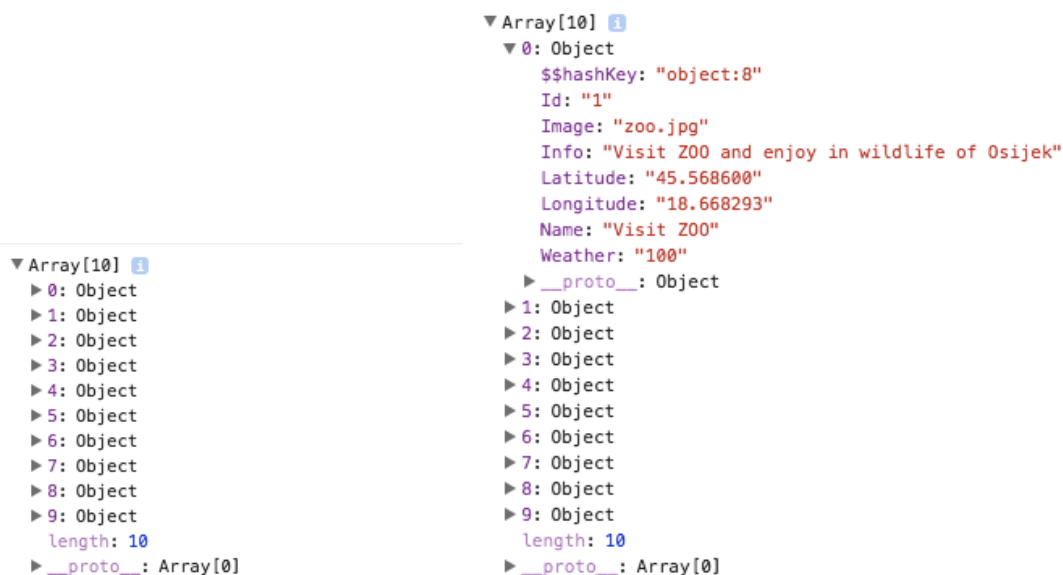 Array[10] i
0: Object
1: Object
2: Object
3: Object
4: Object
5: Object
6: Object
7: Object
8: Object
9: Object
length: 10
__proto__: Array[0]
Array[10] i
0: Object
$$hashKey: "object:8"
Id: "1"
Image: "zoo.jpg"
Info: "Visit ZOO and enjoy in wildlife of Osijek"
Latitude: "45.568600"
Longitude: "18.668293"
Name: "Visit ZOO"
Weather: "100"
__proto__: Object
1: Object
2: Object
3: Object
4: Object
5: Object
6: Object
7: Object
8: Object
9: Object
length: 10
__proto__: Array[0]